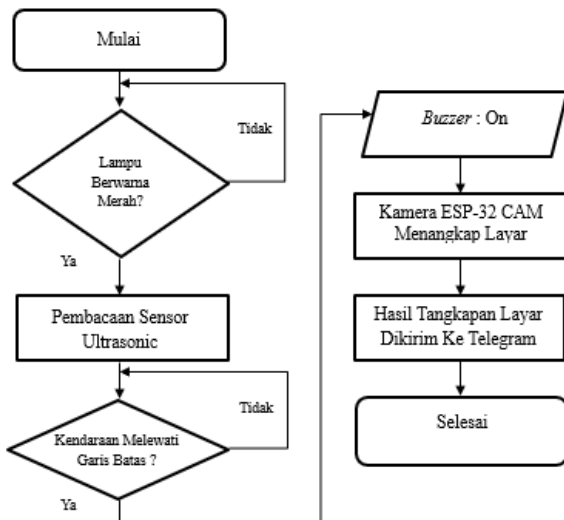 Mulai
Tidak
Lampu
Berwarna
Merah?
Ya
Pembacaan Sensor
Ultrasonic
Tidak
Kendaraan Melewati
Garis Batas ?
Ya
Buzzer : On
Kamera ESP-32 CAM
Menangkap Layar
Hasil Tangkapan Layar
Dikirim Ke Telegram
Selesai